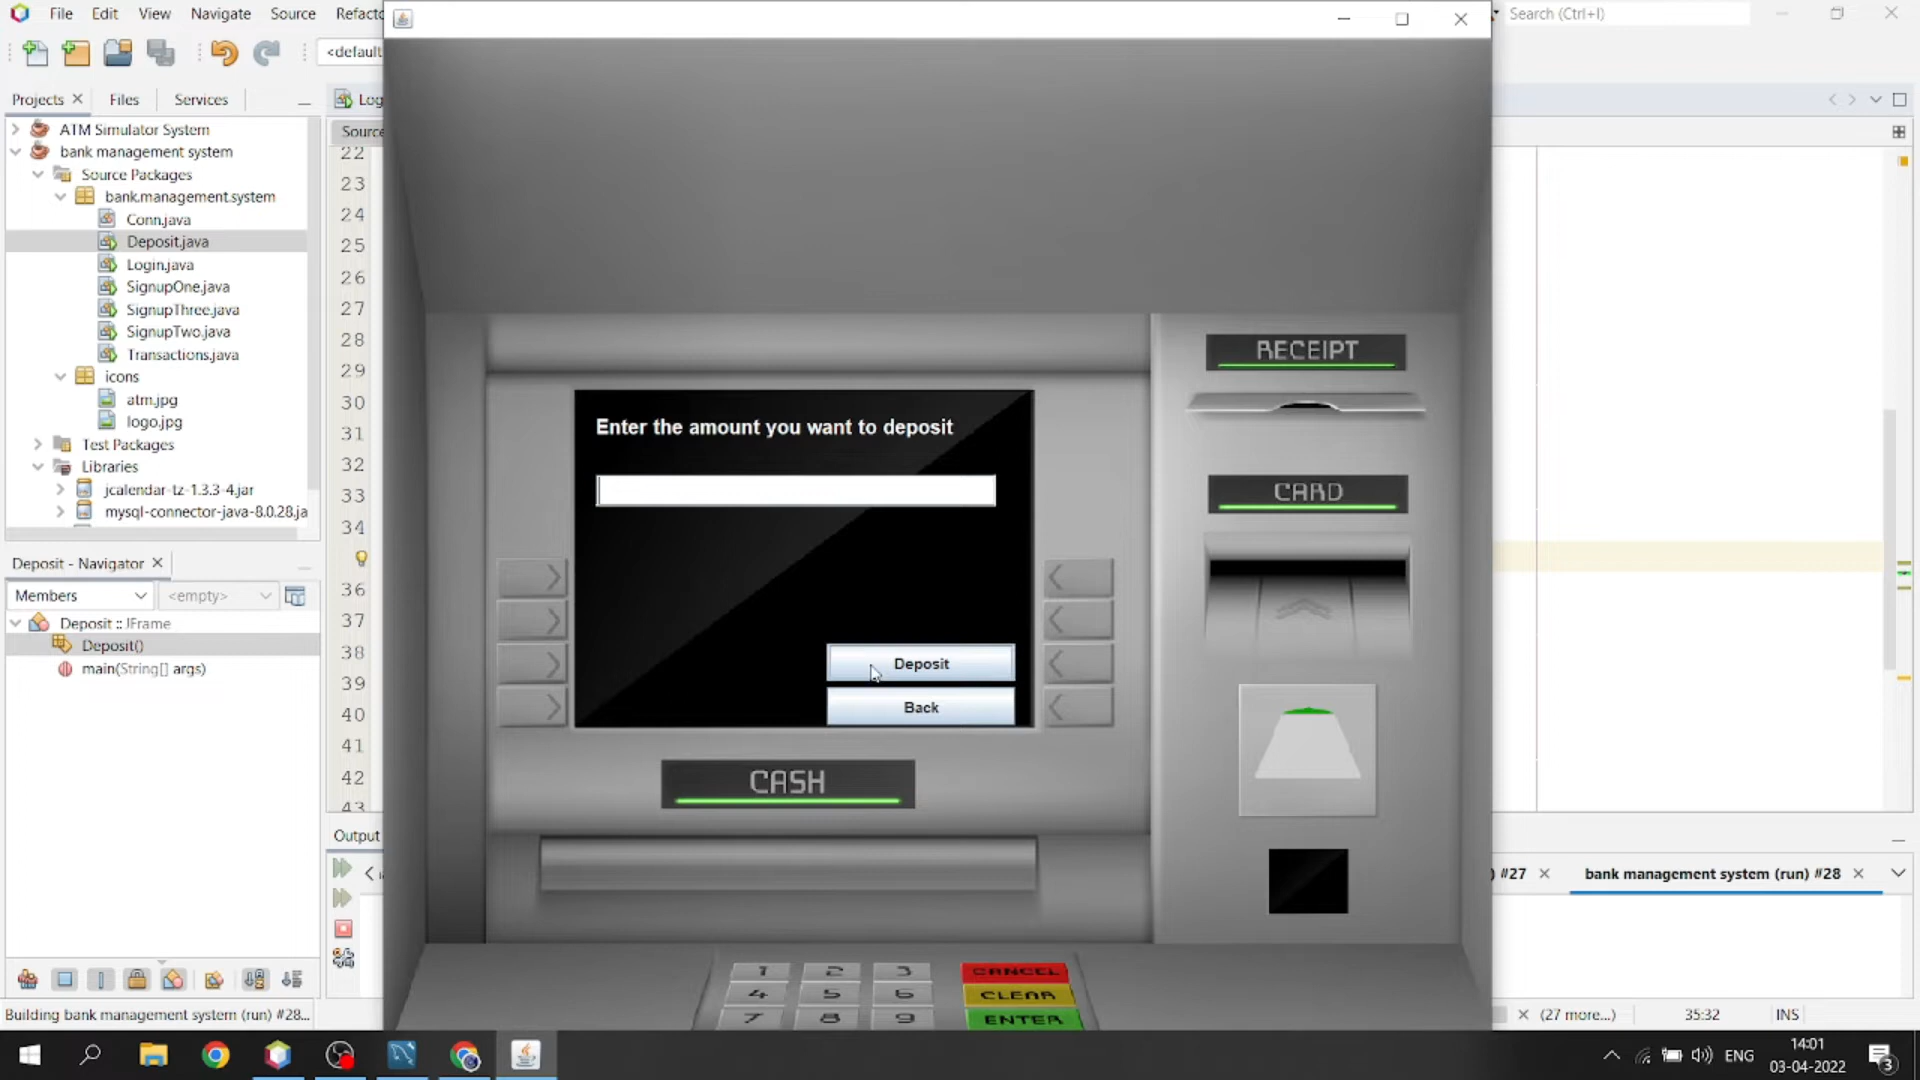 File Edit View Navigate Source Refacto
Search (Ctrl+I)
<default
Projects Files Services
Log
Source
ATM Simulator System
bank management system
Source Packages
bank.management.system
Conn.java
Deposit.java
Login.java
SignupOne.java
SignupThree.java
SignupTwo.java
Transactions.java
icons
atm.jpg
logo.jpg
Test Packages
Libraries
jcalendar-tz-1.3.3-4.jar
mysql-connector-java-8.0.28.ja
22
23
24
25
26
27
28
29
30
31
32
33
34
36
37
38
39
40
41
42
43
RECEIPT
Enter the amount you want to deposit
CARD
Deposit
Back
CASH
1 2 3 CANCEL
4 5 6 CLEAR
7 8 9 ENTER
Deposit - Navigator
Members <empty>
Deposit :: JFrame
Deposit()
main(String[] args)
Output
) #27 bank management system (run) #28
Building bank management system (run) #28...
(27 more...) 35:32 INS
ENG
14:01
03-04-2022
3